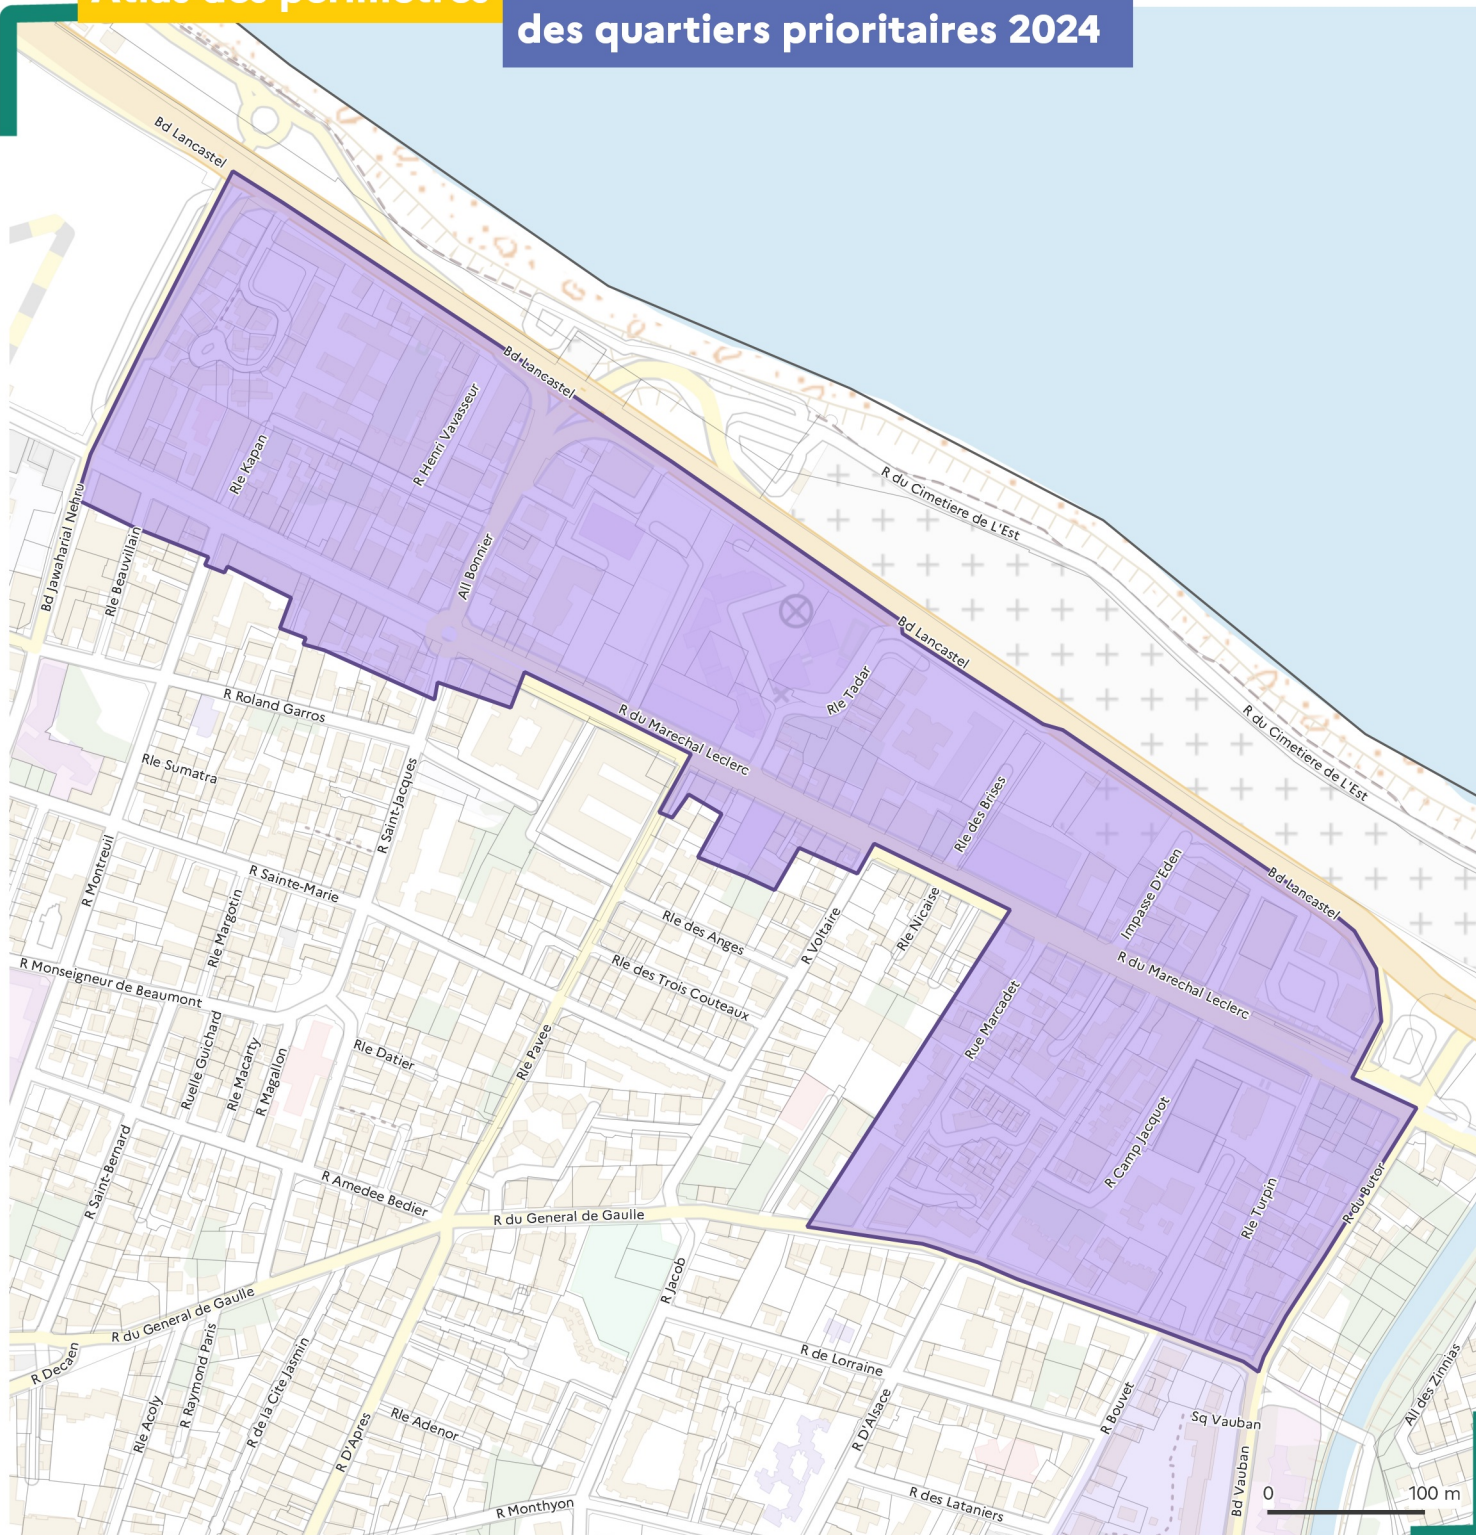 Atlas des périmètres
des quartiers prioritaires 2024
Bd Lancastel
Bd Lancastel
R Henri Vavasseur
Rle Kapan
R du Cimetiere de L'Est
Bd Jawaharial Nehru
Rle Beauvillain
All Bonnier
Bd Lancastel
Rle Tadar
R Roland Garros
R du Marechal Leclerc
R du Cimetiere de L'Est
Rle Sumatra
R Saint-Jacques
Rle des Brises
R Montreuil
R Sainte-Marie
Rle Margotin
Impasse D'Eden
Bd Lancastel
Rle des Anges
R Voltaire
Rle Nicaise
Rle des Trois Couteaux
R Monseigneur de Beaumont
R du Marechal Leclerc
Rue Marcadet
Ruelle Guichard
Rle Macarty
R Magallon
Rle Datier
Rle Pavee
R Camp Jacquot
R Saint-Bernard
R Amedee Bedier
R du General de Gaulle
Rle Turpin
R du Butor
R Jacob
R du General de Gaulle
R Decaen
R Raymond Paris
R de la Cite Jasmin
R de Lorraine
Rle Acoly
Rle Adenor
R D'Apres
R D'Alsace
R Bouvet
Sq Vauban
All des Zinnias
Bd Vauban
R Monthyon
R des Lataniers
0 100 m